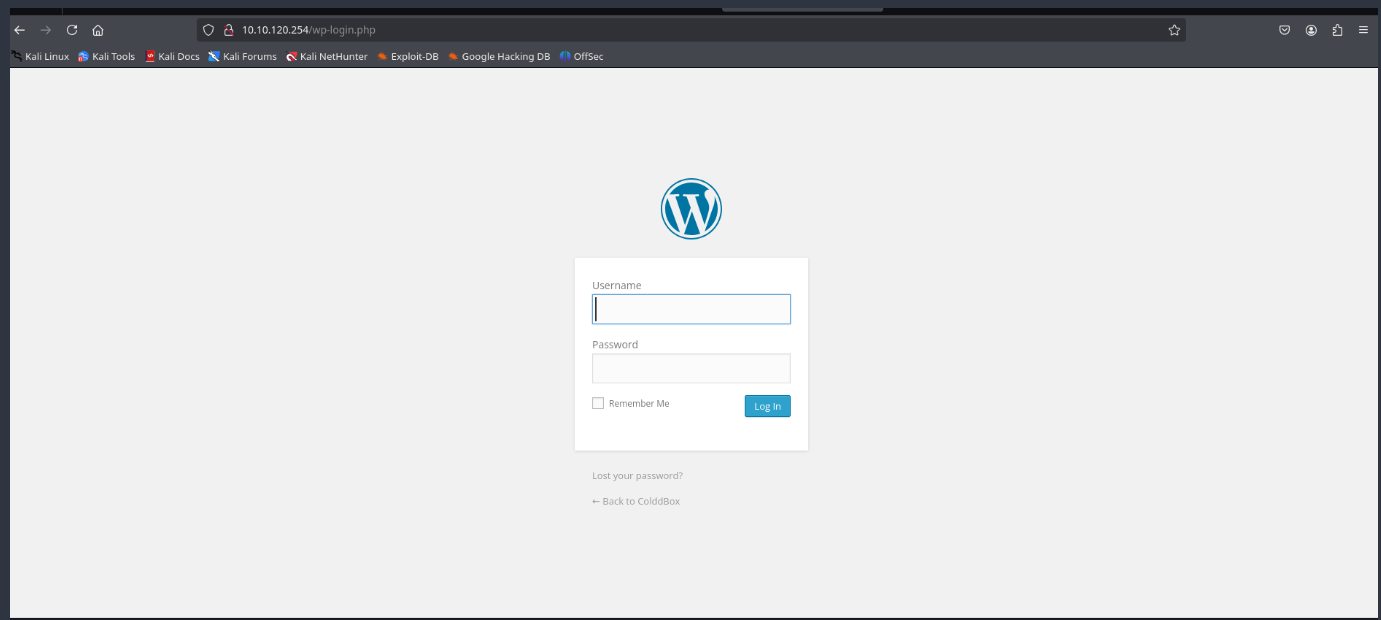 10.10.120.254/wp-login.php
Kali Linux Kali Tools Kali Docs Kali Forums Kali NetHunter Exploit-DB Google Hacking DB OffSec
Username
Password
Remember Me Log In
Lost your password?
← Back to ColddBox